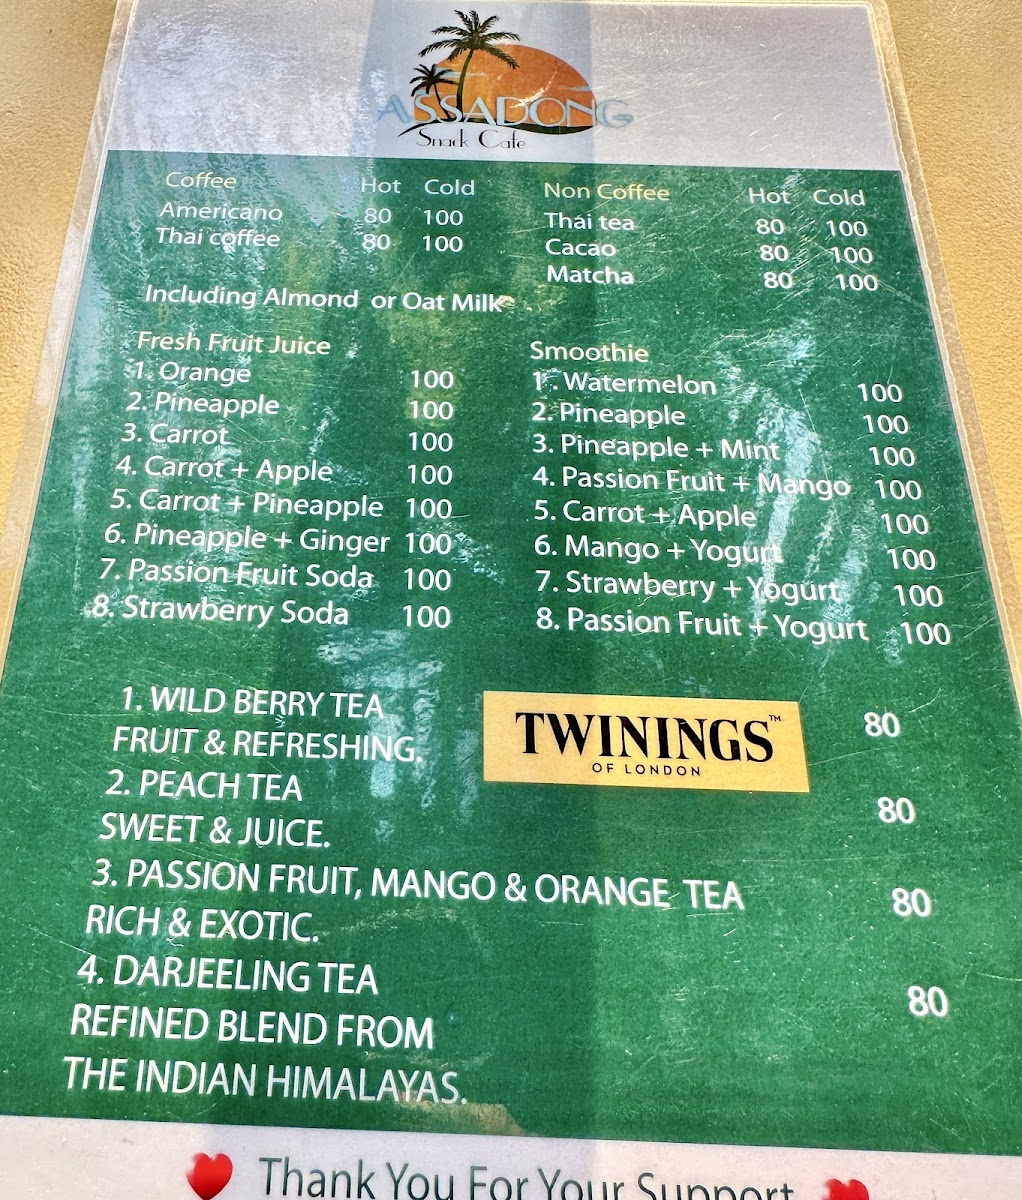 ASSADONG
Snack Cafe
Coffee Hot Cold
Americano 80 100
Thai coffee 80 100
Including Almond or Oat Milk
Non Coffee Hot Cold
Thai tea 80 100
Cacao 80 100
Matcha 80 100
Fresh Fruit Juice
1. Orange 100
2. Pineapple 100
3. Carrot 100
4. Carrot + Apple 100
5. Carrot + Pineapple 100
6. Pineapple + Ginger 100
7. Passion Fruit Soda 100
8. Strawberry Soda 100
Smoothie
1 . Watermelon 100
2. Pineapple 100
3. Pineapple + Mint 100
4. Passion Fruit + Mango 100
5. Carrot + Apple 100
6. Mango + Yogurt 100
7. Strawberry + Yogurt 100
8. Passion Fruit + Yogurt 100
TWININGS™
OF LONDON
1. WILD BERRY TEA 80
FRUIT & REFRESHING.
2. PEACH TEA 80
SWEET & JUICE.
3. PASSION FRUIT, MANGO & ORANGE TEA 80
RICH & EXOTIC.
4. DARJEELING TEA 80
REFINED BLEND FROM
THE INDIAN HIMALAYAS.
Thank You For Your Support